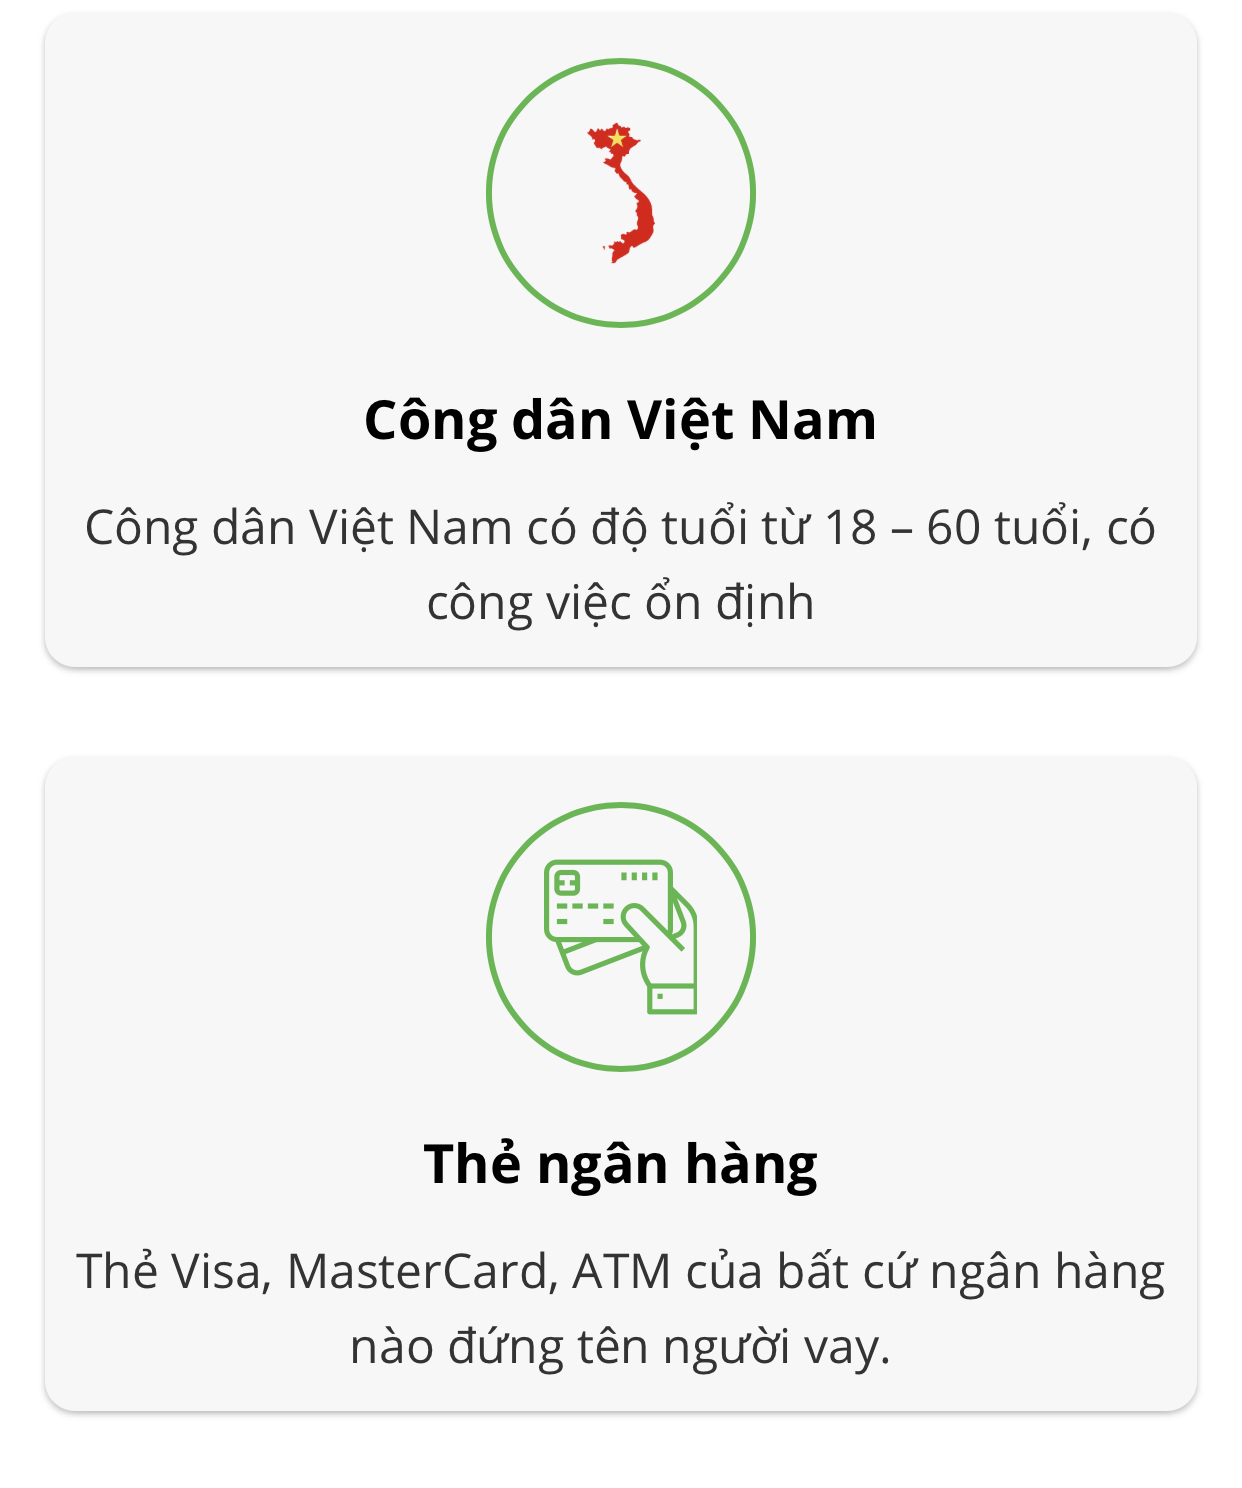 Công dân Việt Nam
Công dân Việt Nam có độ tuổi từ 18 – 60 tuổi, có
công việc ổn định
Thẻ ngân hàng
Thẻ Visa, MasterCard, ATM của bất cứ ngân hàng
nào đứng tên người vay.